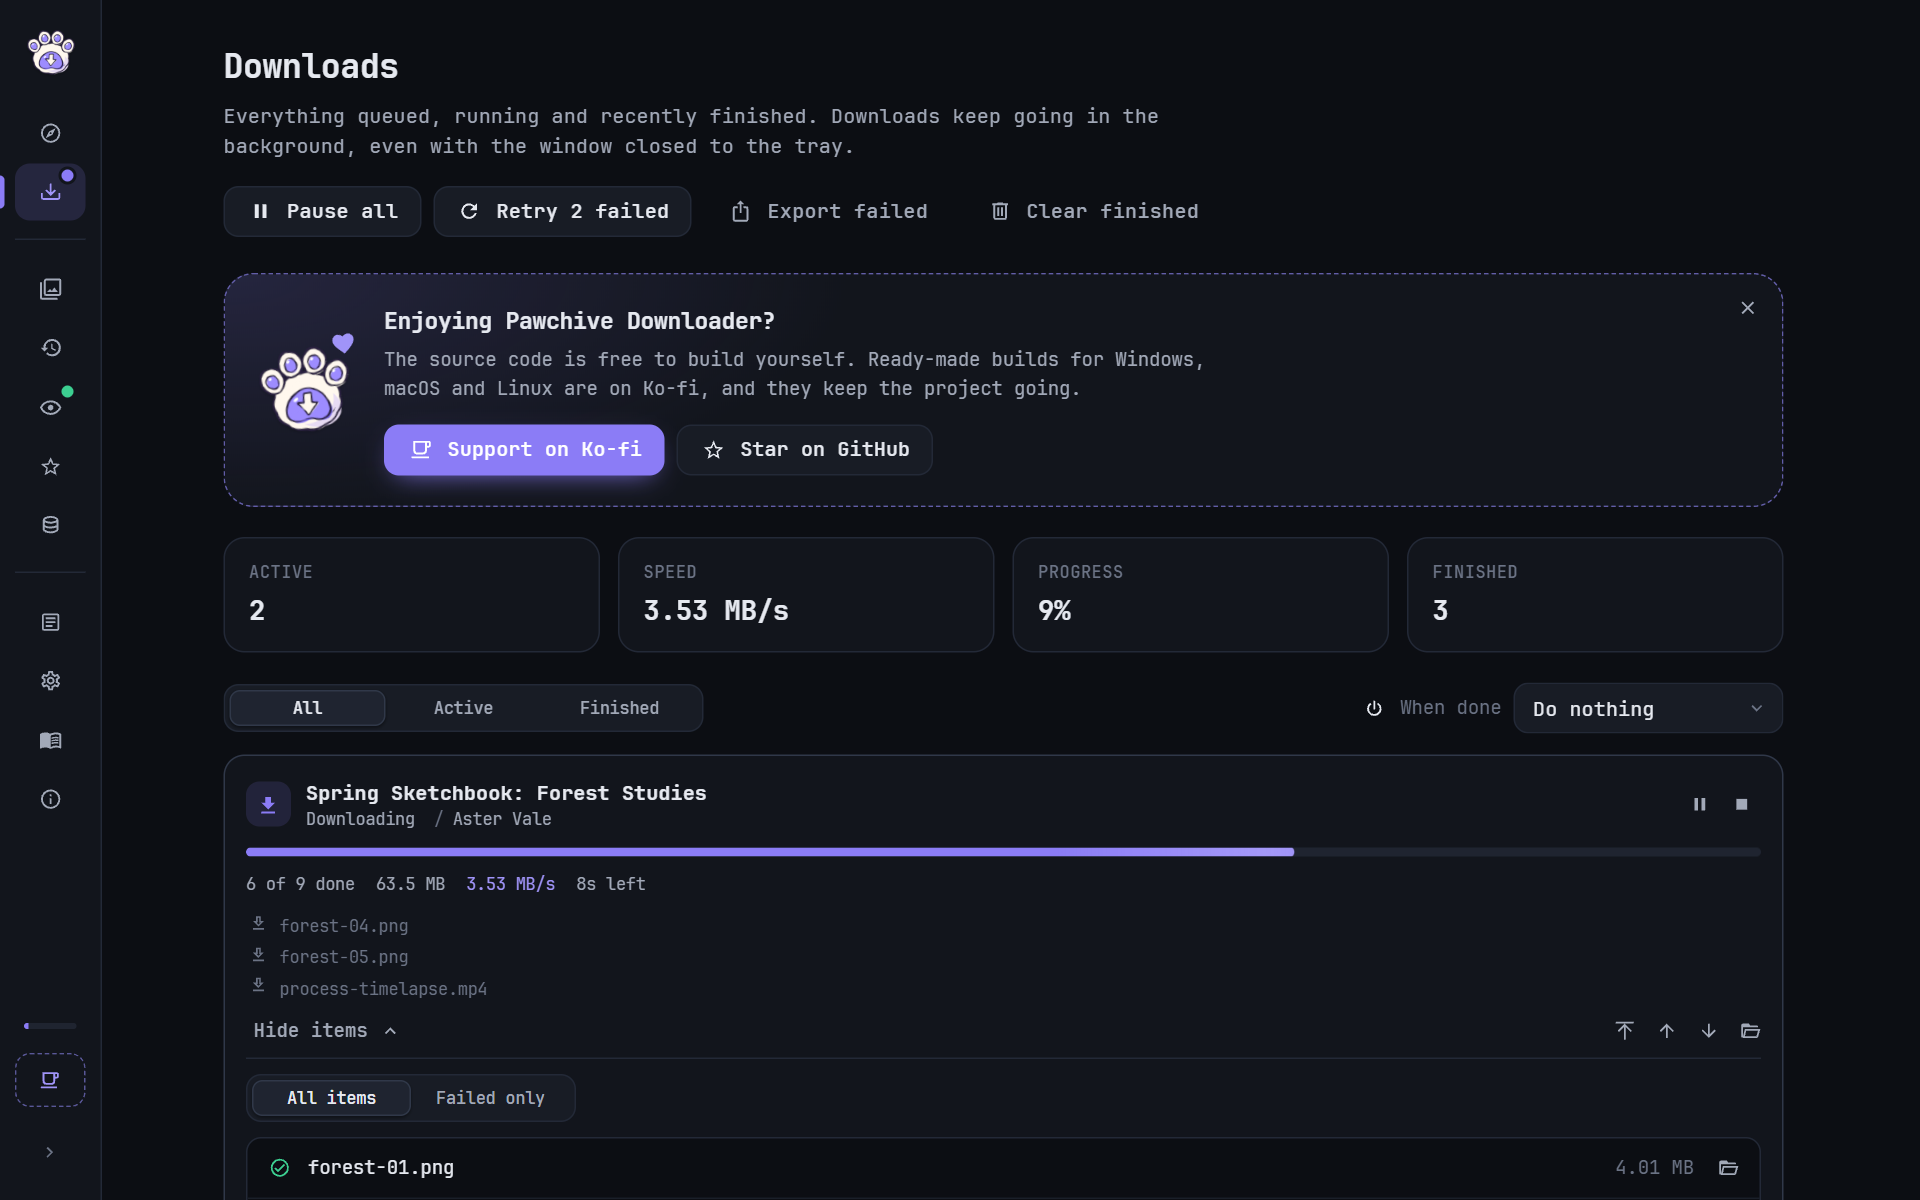 Downloads
Everything queued, running and recently finished. Downloads keep going in the
background, even with the window closed to the tray.
Pause all
Retry 2 failed
Export failed
Clear finished
Enjoying Pawchive Downloader?
The source code is free to build yourself. Ready-made builds for Windows,
macOS and Linux are on Ko-fi, and they keep the project going.
Support on Ko-fi
Star on GitHub
ACTIVE
2
SPEED
3.53 MB/s
PROGRESS
9%
FINISHED
3
All
Active
Finished
When done
Do nothing
Spring Sketchbook: Forest Studies
Downloading / Aster Vale
6 of 9 done 63.5 MB 3.53 MB/s 8s left
forest-04.png
forest-05.png
process-timelapse.mp4
Hide items
All items
Failed only
forest-01.png
4.01 MB